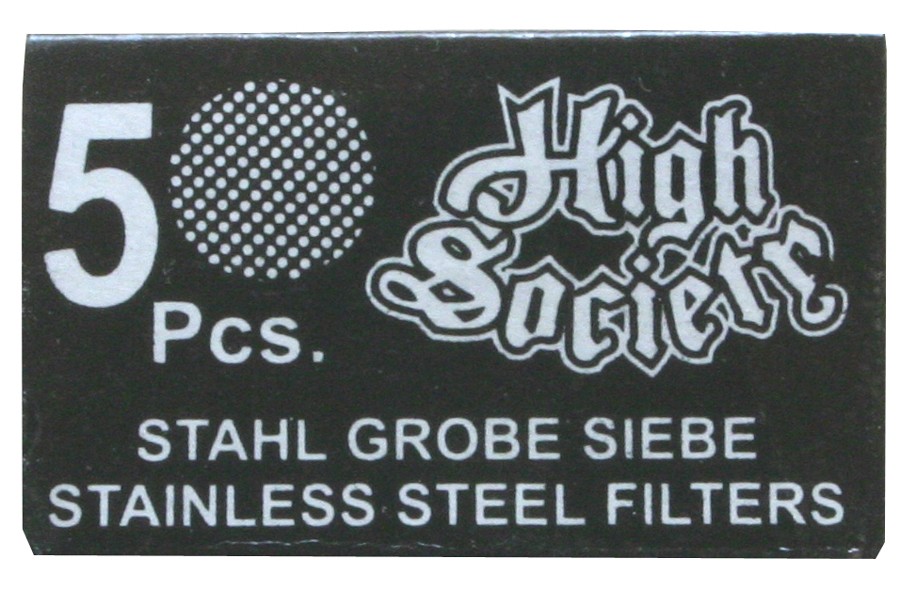 5
High
Society
Pcs.
STAHL GROBE SIEBE
STAINLESS STEEL FILTERS